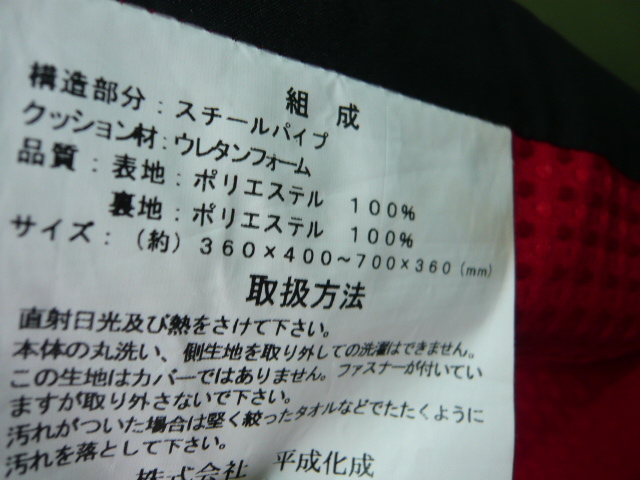 組成
構造部分：スチールパイプ
クッション材：ウレタンフォーム
品質：表地：ポリエステル 100%
裏地：ポリエステル 100%
サイズ：（約）360×400～700×360(mm)
取扱方法
直射日光及び熱をさけて下さい。
本体の丸洗い、側生地を取り外しての洗濯はできません。
この生地はカバーではありません。ファスナーが付いてい
ますが取り外さないで下さい。
汚れがついた場合は堅く絞ったタオルなどでたたくように
汚れを落として下さい。
株式会社 平成化成